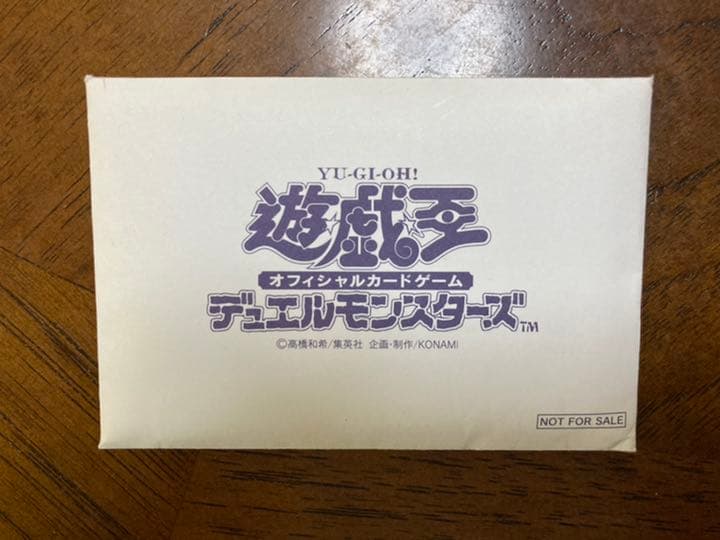 YU-GI-OH!
遊☆戯☆王
オフィシャルカードゲーム
デュエルモンスターズ™
©高橋和希/集英社 企画・制作/KONAMI
NOT FOR SALE